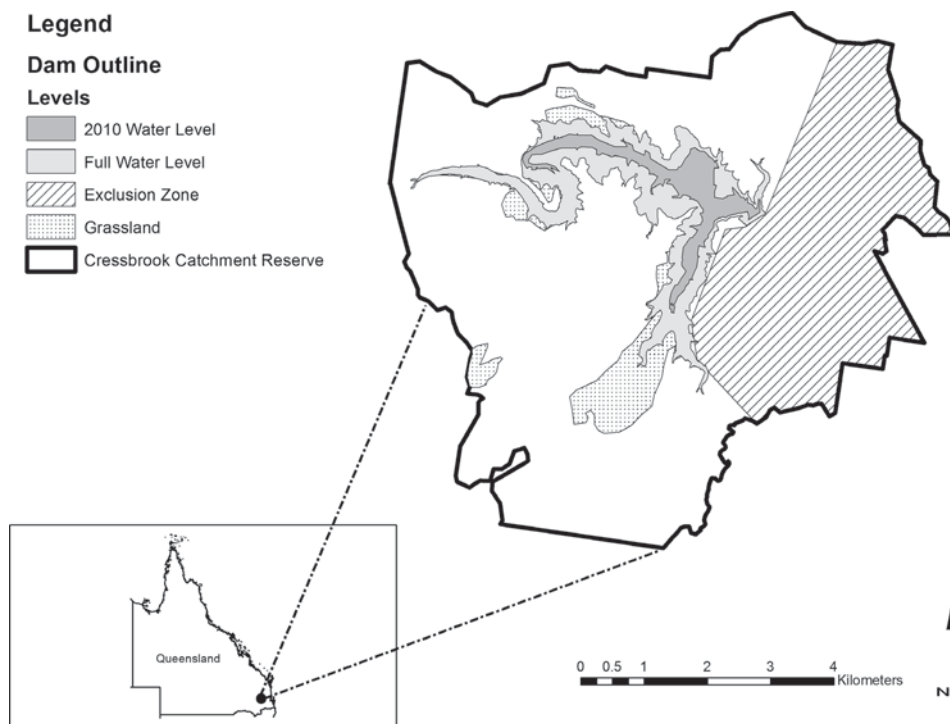 Legend
Dam Outline
Levels
2010 Water Level
Full Water Level
Exclusion Zone
Grassland
Cressbrook Catchment Reserve
Queensland
0 0.5 1 2 3 4
Kilometers
N